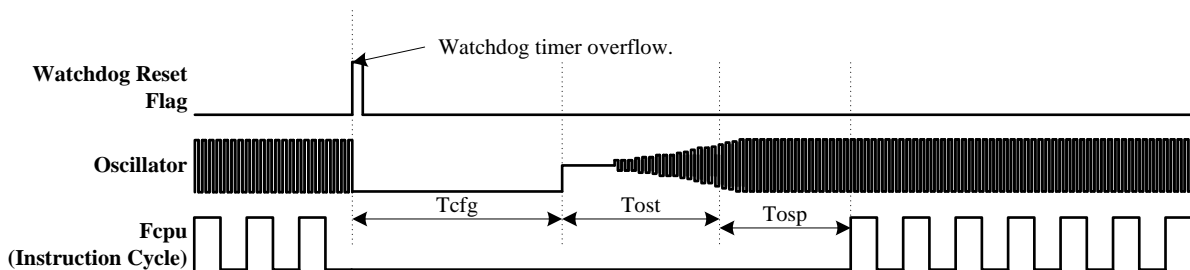 Watchdog timer overflow.
Watchdog Reset
Flag
Oscillator
Tcfg
Tost
Tosp
Fcpu
(Instruction Cycle)